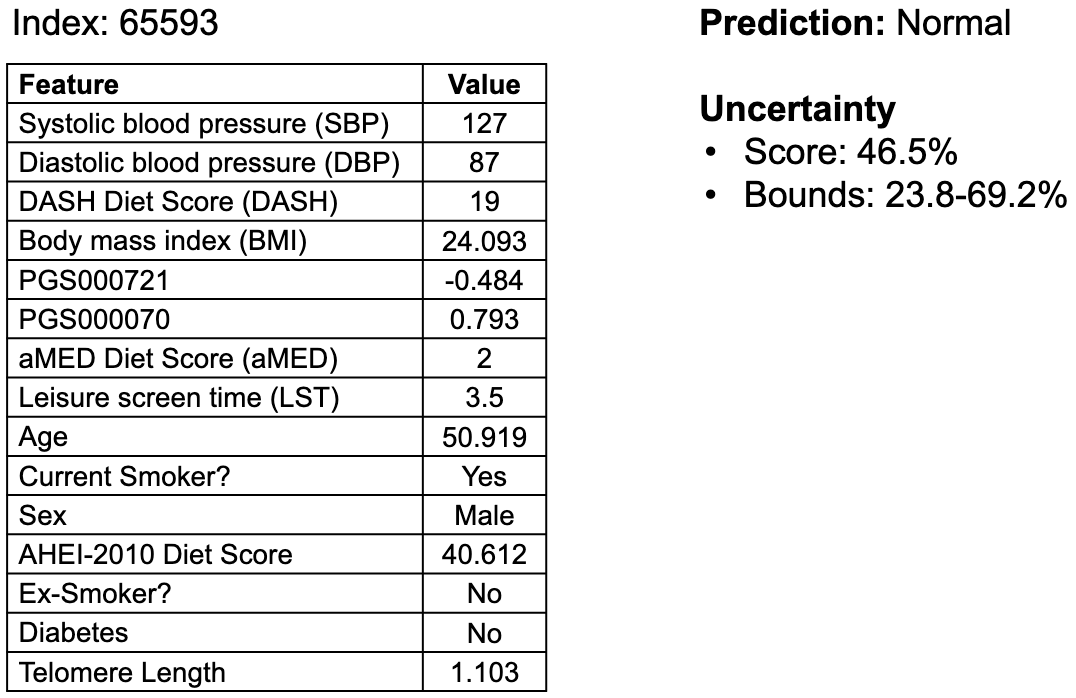 Index: 65593
Feature Value
Systolic blood pressure (SBP) 127
Diastolic blood pressure (DBP) 87
DASH Diet Score (DASH) 19
Body mass index (BMI) 24.093
PGS000721 -0.484
PGS000070 0.793
aMED Diet Score (aMED) 2
Leisure screen time (LST) 3.5
Age 50.919
Current Smoker? Yes
Sex Male
AHEI-2010 Diet Score 40.612
Ex-Smoker? No
Diabetes No
Telomere Length 1.103
Prediction: Normal
Uncertainty
• Score: 46.5%
• Bounds: 23.8-69.2%